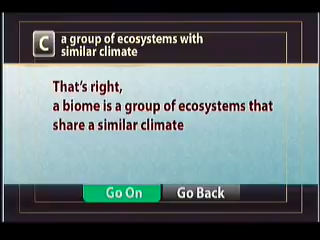 C
a group of ecosystems with
similar climate
That's right,
a biome is a group of ecosystems that
share a similar climate
Go On
Go Back